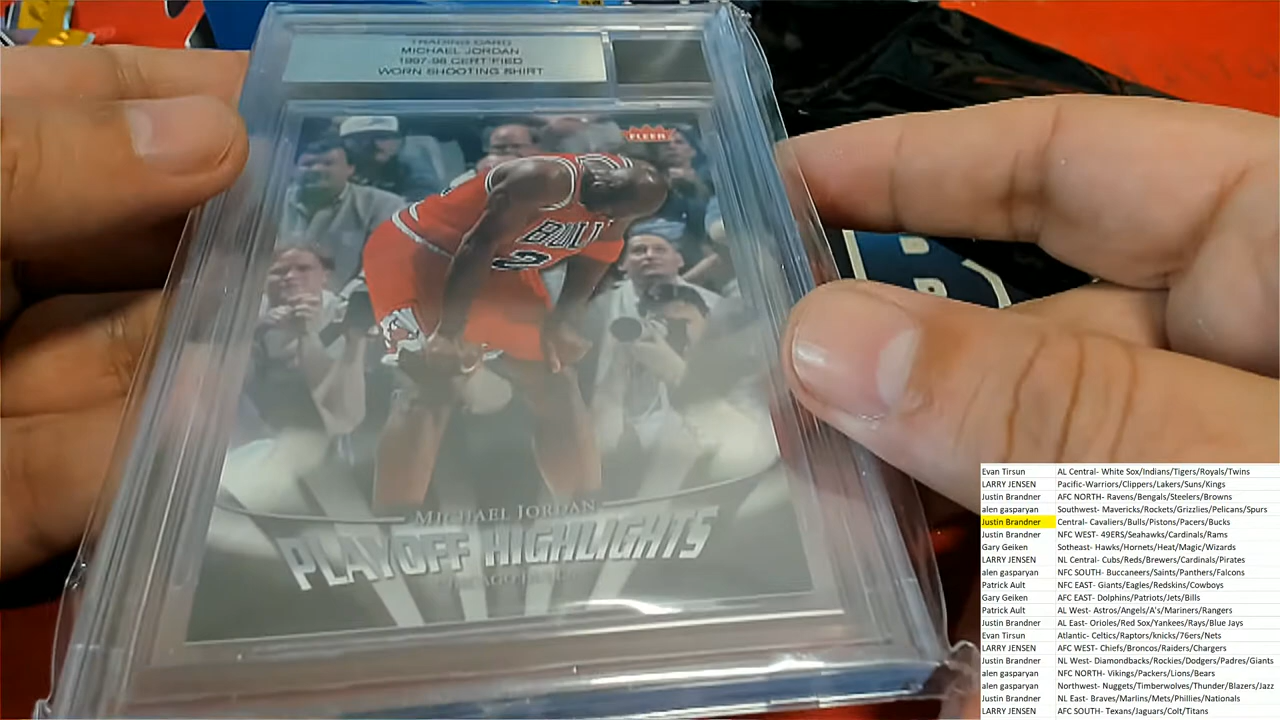 TRADING CARD
MICHAEL JORDAN
1997-98 CERTIFIED
WORN SHOOTING SHIRT
FLEER
BULL
2
MICHAEL JORDAN
PLAYOFF HIGHLIGHTS
Evan Tirsun AL Central- White Sox/Indians/Tigers/Royals/Twins
LARRY JENSEN Pacific-Warriors/Clippers/Lakers/Suns/Kings
Justin Brandner AFC NORTH- Ravens/Bengals/Steelers/Browns
alen gasparyan Southwest- Mavericks/Rockets/Grizzlies/Pelicans/Spurs
Justin Brandner Central- Cavaliers/Bulls/Pistons/Pacers/Bucks
Justin Brandner NFC WEST- 49ERS/Seahawks/Cardinals/Rams
Gary Geiken Sotheast- Hawks/Hornets/Heat/Magic/Wizards
LARRY JENSEN NL Central- Cubs/Reds/Brewers/Cardinals/Pirates
alen gasparyan NFC SOUTH- Buccaneers/Saints/Panthers/Falcons
Patrick Ault NFC EAST- Giants/Eagles/Redskins/Cowboys
Gary Geiken AFC EAST- Dolphins/Patriots/Jets/Bills
Patrick Ault AL West- Astros/Angels/A's/Mariners/Rangers
Justin Brandner AL East- Orioles/Red Sox/Yankees/Rays/Blue Jays
Evan Tirsun Atlantic- Celtics/Raptors/knicks/76ers/Nets
LARRY JENSEN AFC WEST- Chiefs/Broncos/Raiders/Chargers
Justin Brandner NL West- Diamondbacks/Rockies/Dodgers/Padres/Giants
alen gasparyan NFC NORTH- Vikings/Packers/Lions/Bears
alen gasparyan Northwest- Nuggets/Timberwolves/Thunder/Blazers/Jazz
Justin Brandner NL East- Braves/Marlins/Mets/Phillies/Nationals
LARRY JENSEN AFC SOUTH- Texans/Jaguars/Colt/Titans